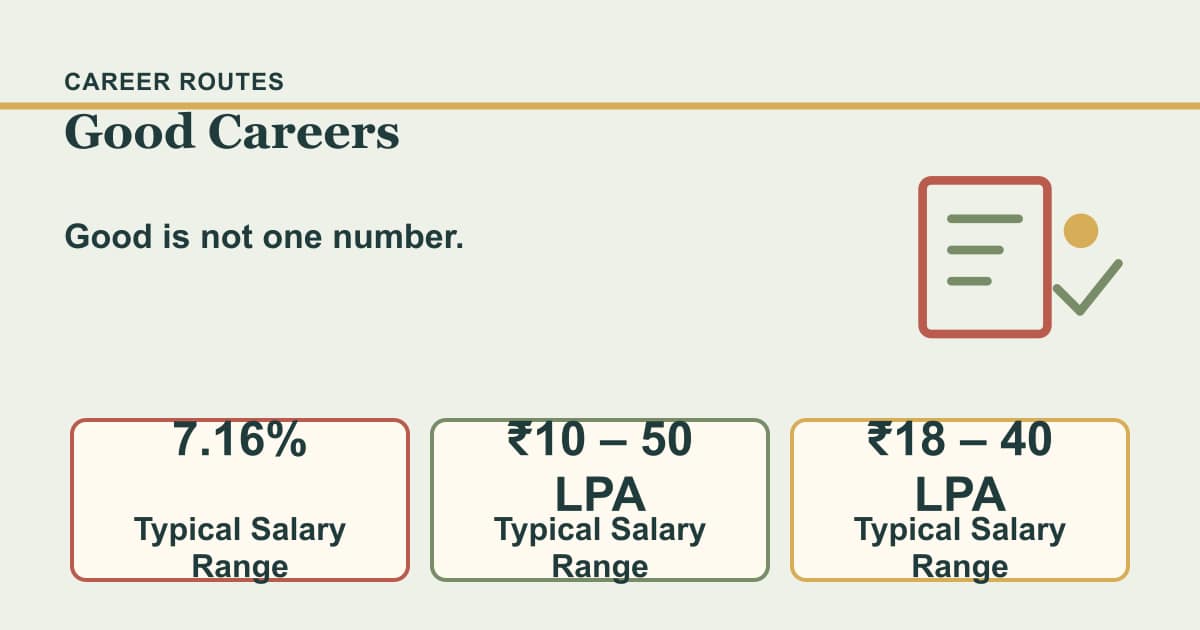 CAREER ROUTES
Good Careers
Good is not one number.
7.16%
Typical Salary
Range
₹10 – 50
LPA
Typical Salary
Range
₹18 – 40
LPA
Typical Salary
Range